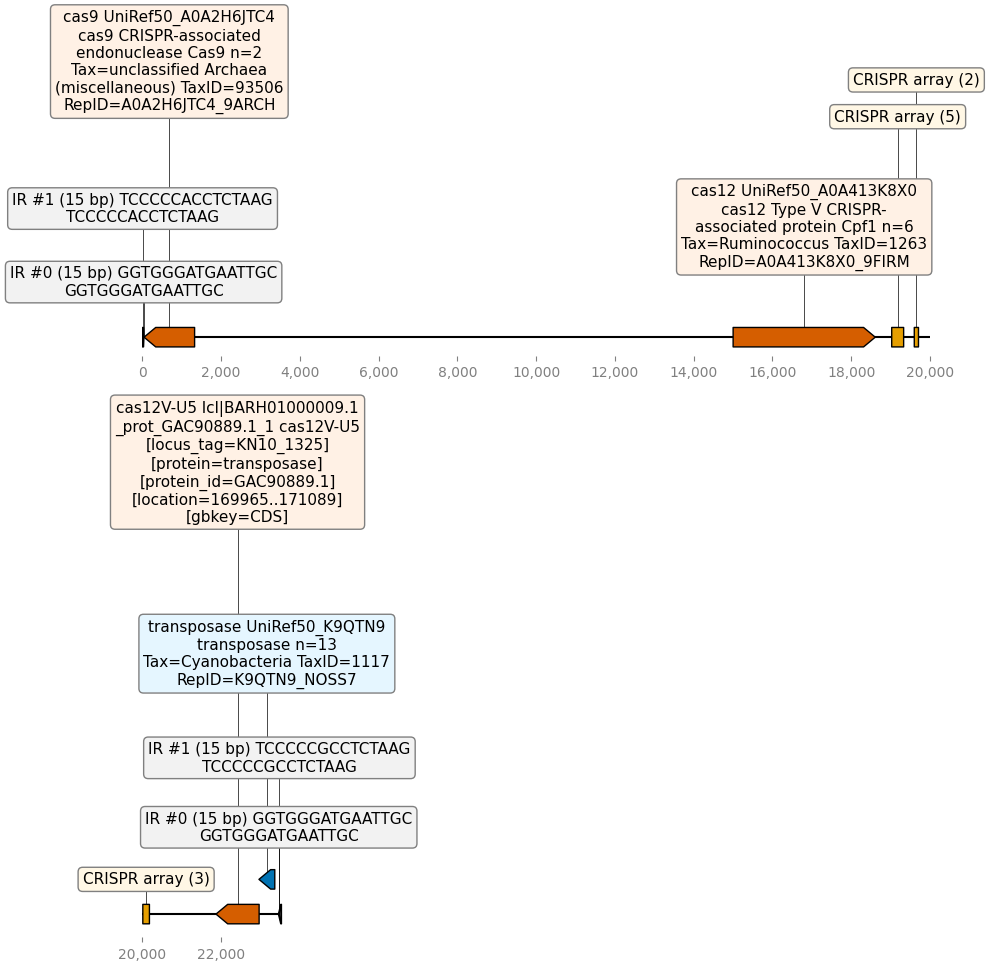 cas9 UniRef50_A0A2H6JTC4
cas9 CRISPR-associated
endonuclease Cas9 n=2
Tax=unclassified Archaea
(miscellaneous) TaxID=93506
RepID=A0A2H6JTC4_9ARCH
CRISPR array (2)
CRISPR array (5)
IR #1 (15 bp) TCCCCCACCTCTAAG
TCCCCCACCTCTAAG
cas12 UniRef50_A0A413K8X0
cas12 Type V CRISPR-
associated protein Cpf1 n=6
Tax=Ruminococcus TaxID=1263
RepID=A0A413K8X0_9FIRM
IR #0 (15 bp) GGTGGGATGAATTGC
GGTGGGATGAATTGC
0 2,000 4,000 6,000 8,000 10,000 12,000 14,000 16,000 18,000 20,000
cas12V-U5 lcl|BARH01000009.1
_prot_GAC90889.1_1 cas12V-U5
[locus_tag=KN10_1325]
[protein=transposase]
[protein_id=GAC90889.1]
[location=169965..171089]
[gbkey=CDS]
transposase UniRef50_K9QTN9
transposase n=13
Tax=Cyanobacteria TaxID=1117
RepID=K9QTN9_NOSS7
IR #1 (15 bp) TCCCCCGCCTCTAAG
TCCCCCGCCTCTAAG
IR #0 (15 bp) GGTGGGATGAATTGC
GGTGGGATGAATTGC
CRISPR array (3)
20,000 22,000